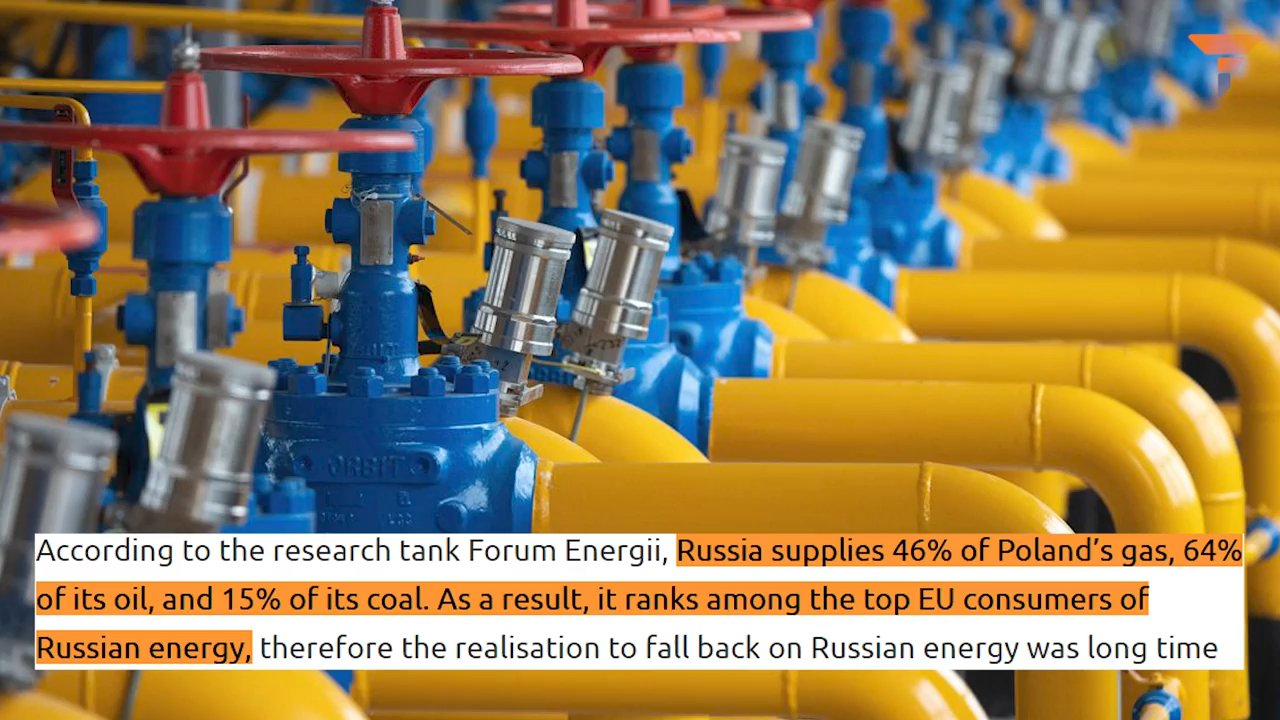 ORBIT
According to the research tank Forum Energii, Russia supplies 46% of Poland’s gas, 64%
of its oil, and 15% of its coal. As a result, it ranks among the top EU consumers of
Russian energy, therefore the realisation to fall back on Russian energy was long time